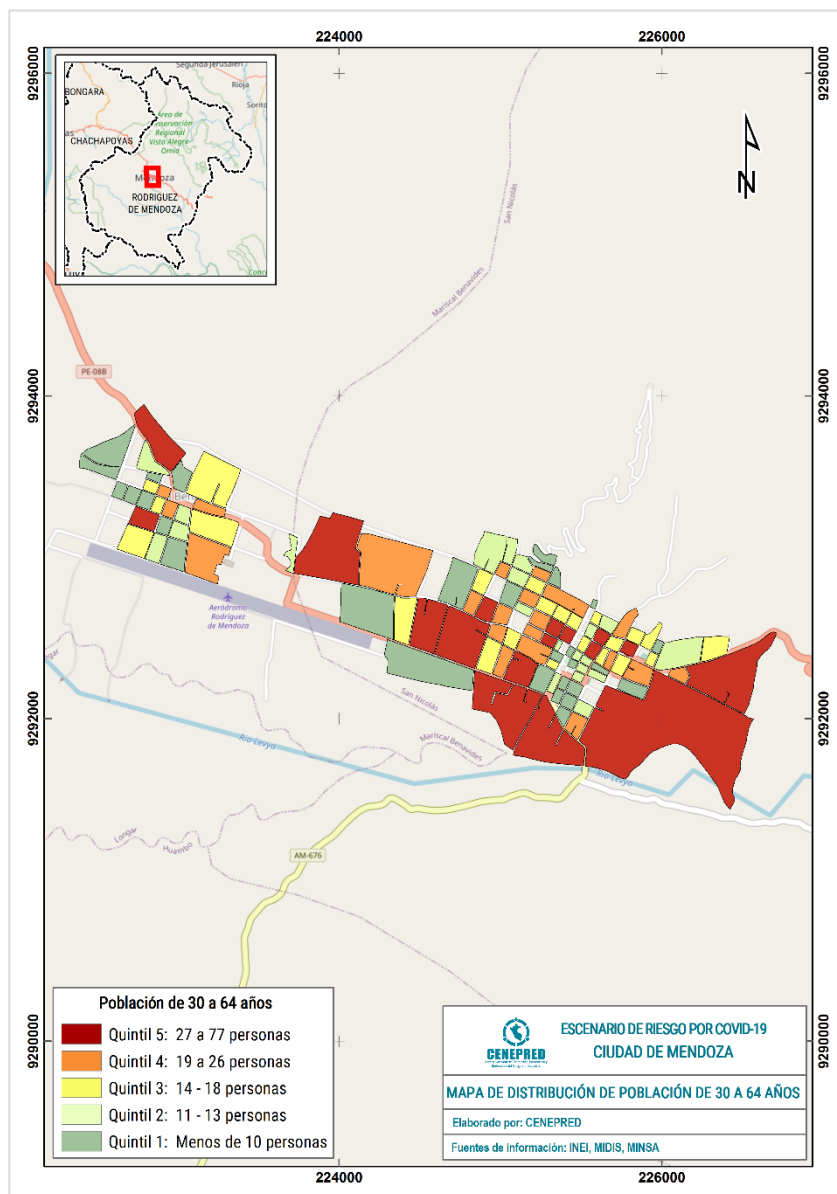 224000
226000
9296000
9296000
Segunda Jerusalén
Rioja
BONGARA
Sorito
Área de
Conservación
Regional
Vista Alegre-
Omia
CHACHAPOYAS
Mendoza
RODRIGUEZ
DE MENDOZA
N
San Nicolás
Mariscal Benavides
PE-08B
9294000
9294000
Aeródromo
Rodríguez
de Mendoza
San Nicolás
Mariscal Benavides
9292000
9292000
Río Leyva
Río Leyva
Longar
Huambo
AM-676
9290000
9290000
Población de 30 a 64 años
Quintil 5: 27 a 77 personas
Quintil 4: 19 a 26 personas
Quintil 3: 14 - 18 personas
Quintil 2: 11 - 13 personas
Quintil 1: Menos de 10 personas
CENEPRED
ESCENARIO DE RIESGO POR COVID-19
CIUDAD DE MENDOZA
MAPA DE DISTRIBUCIÓN DE POBLACIÓN DE 30 A 64 AÑOS
Elaborado por: CENEPRED
Fuentes de información: INEI, MIDIS, MINSA
224000
226000